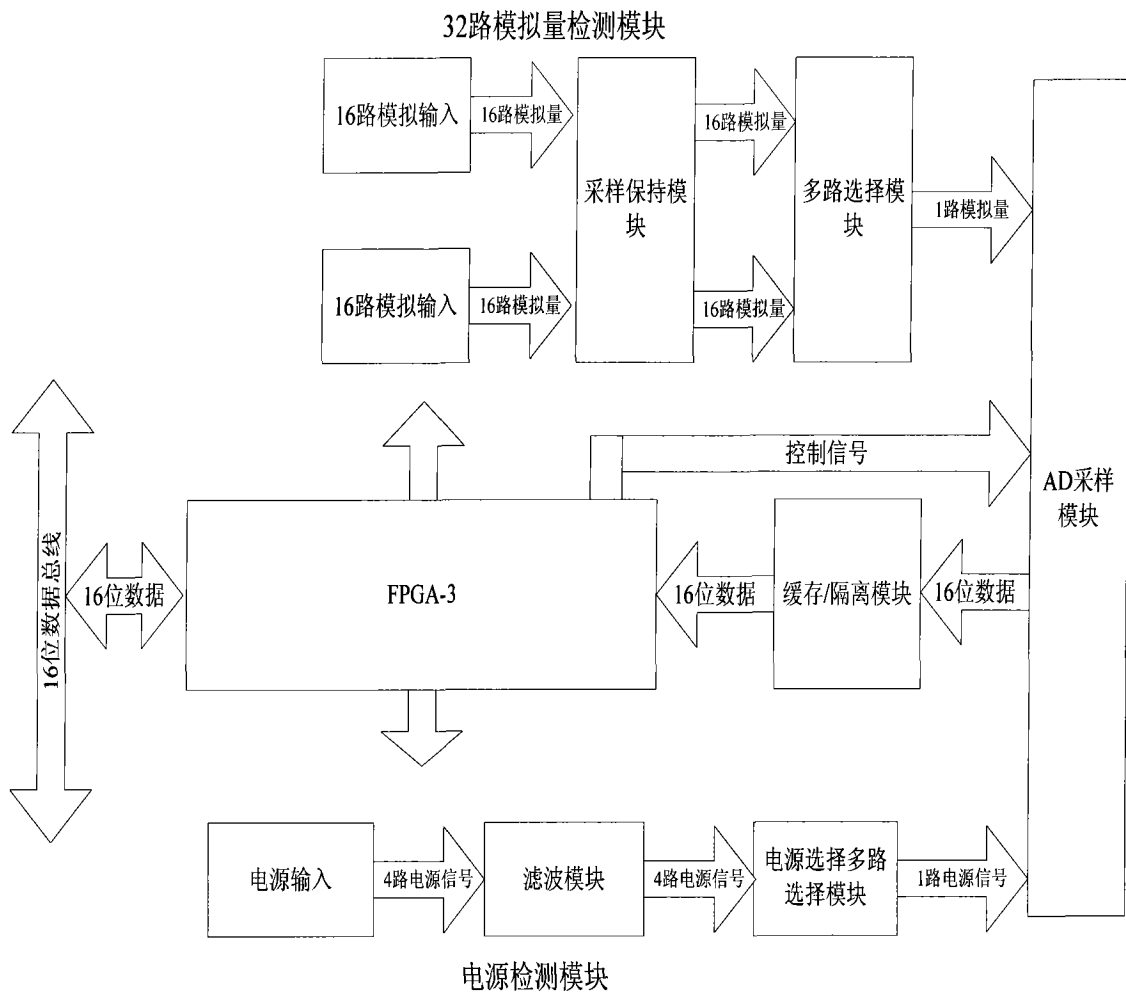 32路模拟量检测模块
16路模拟输入
16路模拟量
采样保持模
块
16路模拟量
多路选择模
块
1路模拟量
16路模拟输入
16路模拟量
16路模拟量
控制信号
AD采样
模块
16位数据总线
16位数据
FPGA-3
16位数据
缓存/隔离模块
16位数据
电源输入
4路电源信号
滤波模块
4路电源信号
电源选择多路
选择模块
1路电源信号
电源检测模块